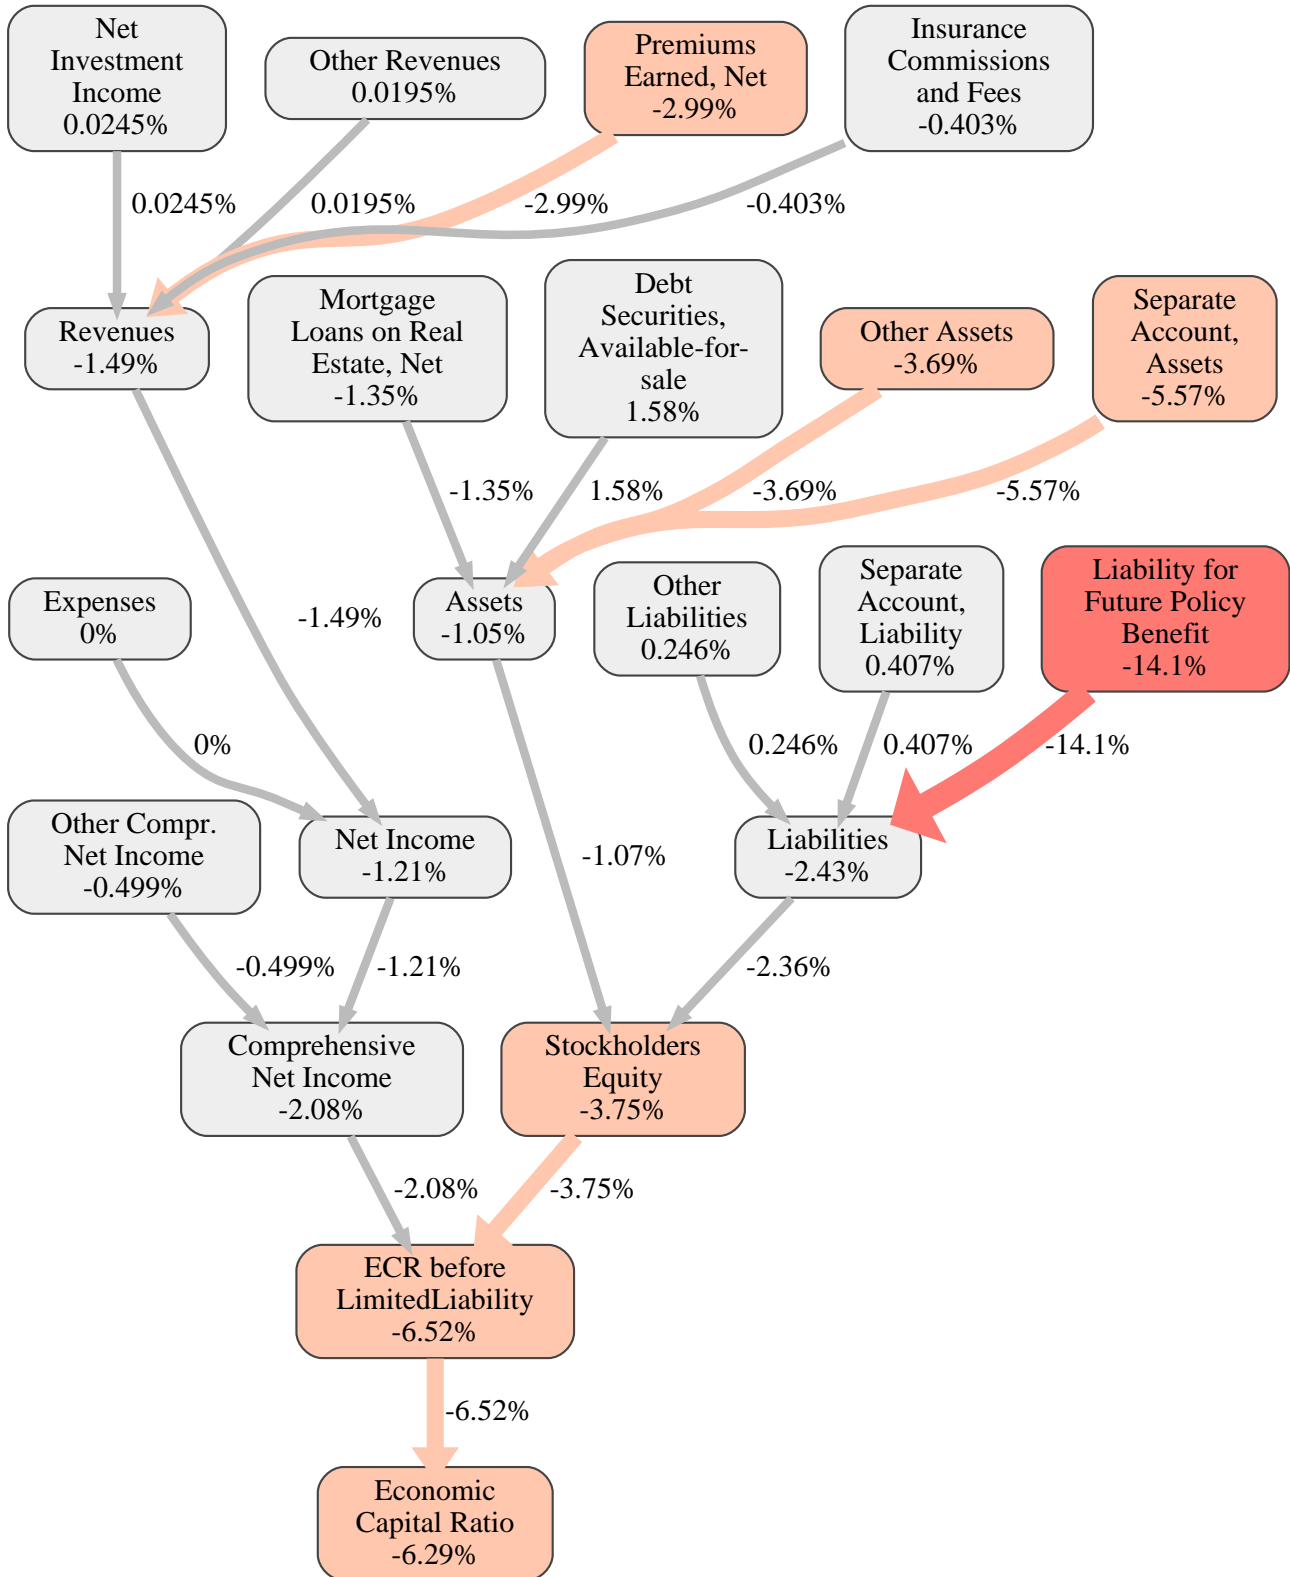 Net
Investment
Income
0.0245%
Other Revenues
0.0195%
Premiums
Earned, Net
-2.99%
Insurance
Commissions
and Fees
-0.403%
0.0245%
0.0195%
-2.99%
-0.403%
Revenues
-1.49%
Mortgage
Loans on Real
Estate, Net
-1.35%
Debt
Securities,
Available-for-
sale
1.58%
Other Assets
-3.69%
Separate
Account,
Assets
-5.57%
-1.35%
1.58%
-3.69%
-5.57%
Expenses
0%
-1.49%
Assets
-1.05%
Other
Liabilities
0.246%
Separate
Account,
Liability
0.407%
Liability for
Future Policy
Benefit
-14.1%
0%
0.246%
0.407%
-14.1%
Other Compr.
Net Income
-0.499%
Net Income
-1.21%
-1.07%
Liabilities
-2.43%
-0.499%
-1.21%
-2.36%
Comprehensive
Net Income
-2.08%
Stockholders
Equity
-3.75%
-2.08%
-3.75%
ECR before
LimitedLiability
-6.52%
-6.52%
Economic
Capital Ratio
-6.29%